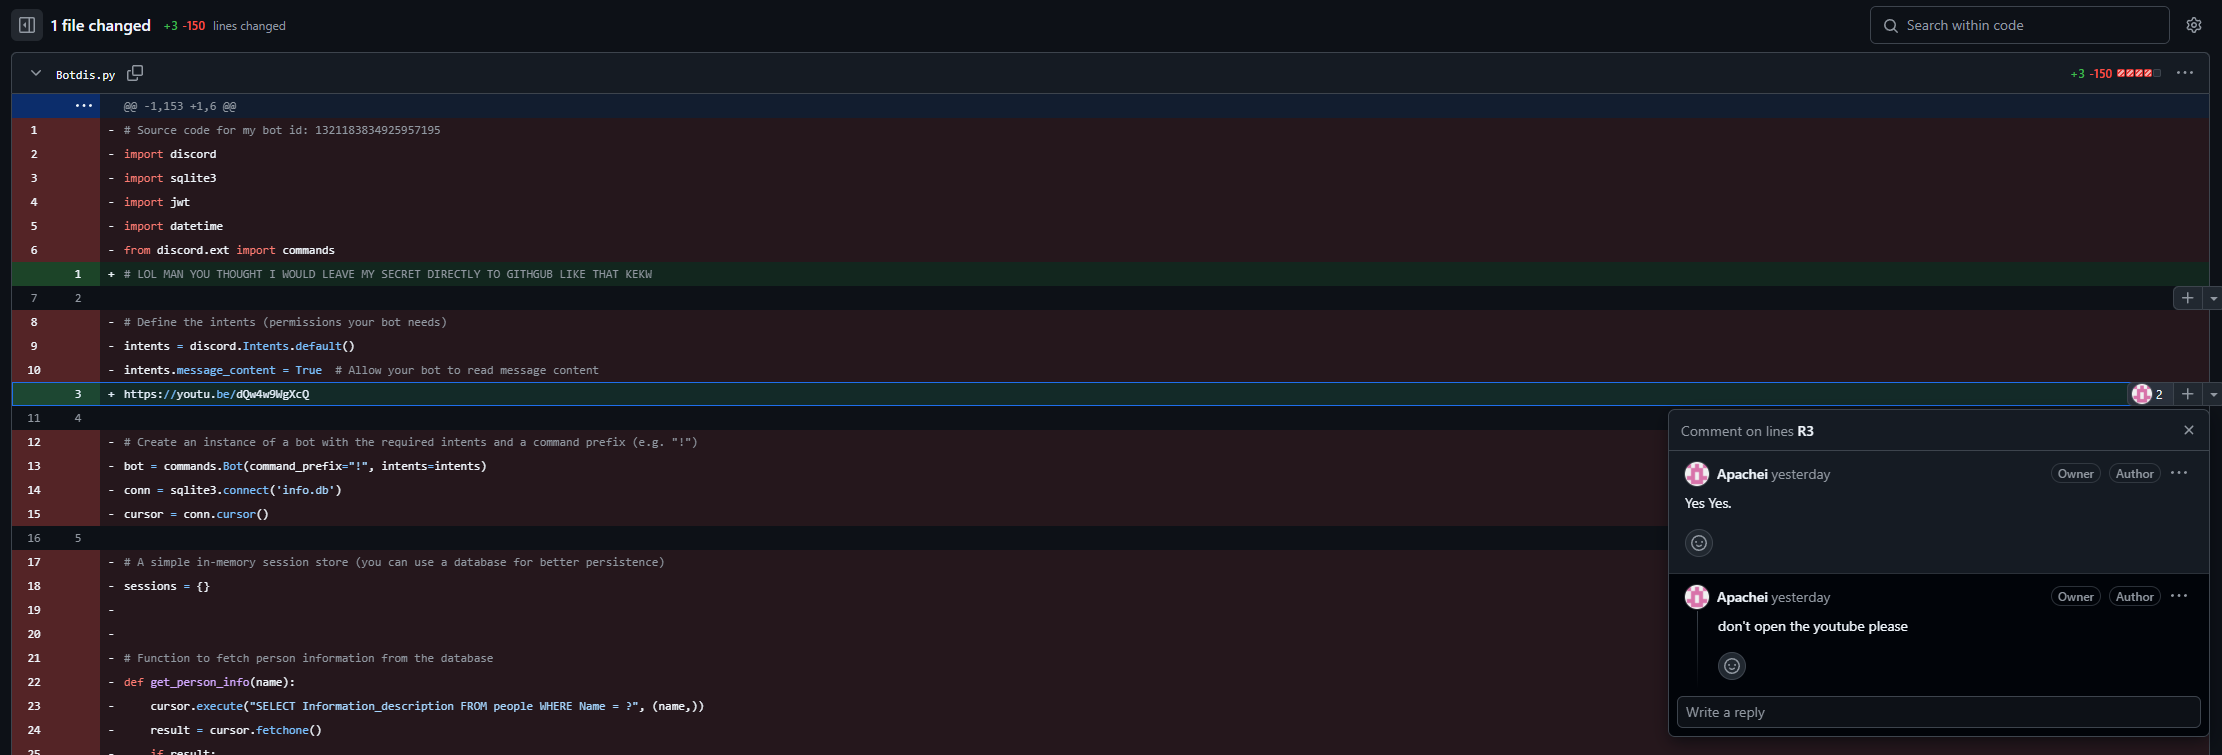 1 file changed +3 -150 lines changed
Search within code
Botdis.py
+3 -150
@@ -1,153 +1,6 @@
1 - # Source code for my bot id: 1321183834925957195
2 - import discord
3 - import sqlite3
4 - import jwt
5 - import datetime
6 - from discord.ext import commands
1 + # LOL MAN YOU THOUGHT I WOULD LEAVE MY SECRET DIRECTLY TO GITHGUB LIKE THAT KEKW
7 2
8 - # Define the intents (permissions your bot needs)
9 - intents = discord.Intents.default()
10 - intents.message_content = True # Allow your bot to read message content
3 + https://youtu.be/dQw4w9WgXcQ
2
11 4
12 - # Create an instance of a bot with the required intents and a command prefix (e.g. "!")
13 - bot = commands.Bot(command_prefix="!", intents=intents)
14 - conn = sqlite3.connect('info.db')
15 - cursor = conn.cursor()
16 5
17 - # A simple in-memory session store (you can use a database for better persistence)
18 - sessions = {}
19 -
20 -
21 - # Function to fetch person information from the database
22 - def get_person_info(name):
23 - cursor.execute("SELECT Information_description FROM people WHERE Name = ?", (name,))
24 - result = cursor.fetchone()
25 - if result:
Comment on lines R3
Apachei yesterday Owner Author
Yes Yes.
Apachei yesterday Owner Author
don't open the youtube please
Write a reply